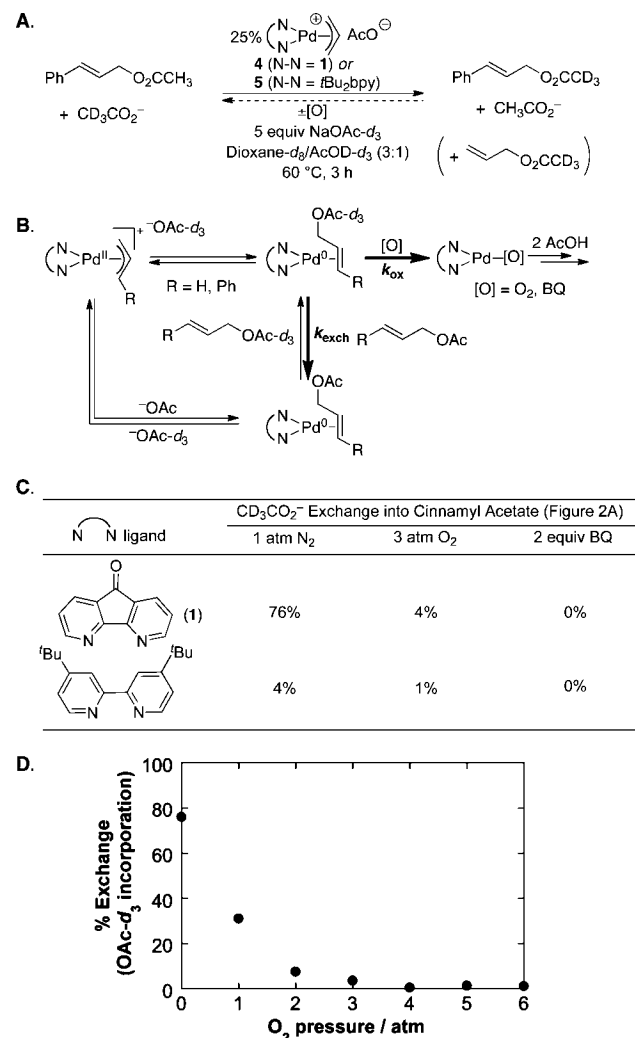 A.
25% N N Pd ⊕ AcO⊖
4 (N-N = 1) or
5 (N-N = tBu2bpy)
Ph O2CCH3
+ CD3CO2−
±[O]
5 equiv NaOAc-d3
Dioxane-d8/AcOD-d3 (3:1)
60 °C, 3 h
Ph O2CCD3
+ CH3CO2−
( + O2CCD3 )
B.
N N PdII + −OAc-d3
R
R = H, Ph
OAc-d3
N N Pd0
R
[O]
kox
N N Pd-[O] 2 AcOH
[O] = O2, BQ
R OAc-d3
kexch
R OAc
−OAc
−OAc-d3
OAc
N N Pd0
R
C.
CD3CO2− Exchange into Cinnamyl Acetate (Figure 2A)
N N ligand 1 atm N2 3 atm O2 2 equiv BQ
O
N N (1) 76% 4% 0%
tBu tBu
N N 4% 1% 0%
D.
% Exchange
(OAc-d3 incorporation)
100
80
60
40
20
0
0 1 2 3 4 5 6
O2 pressure / atm